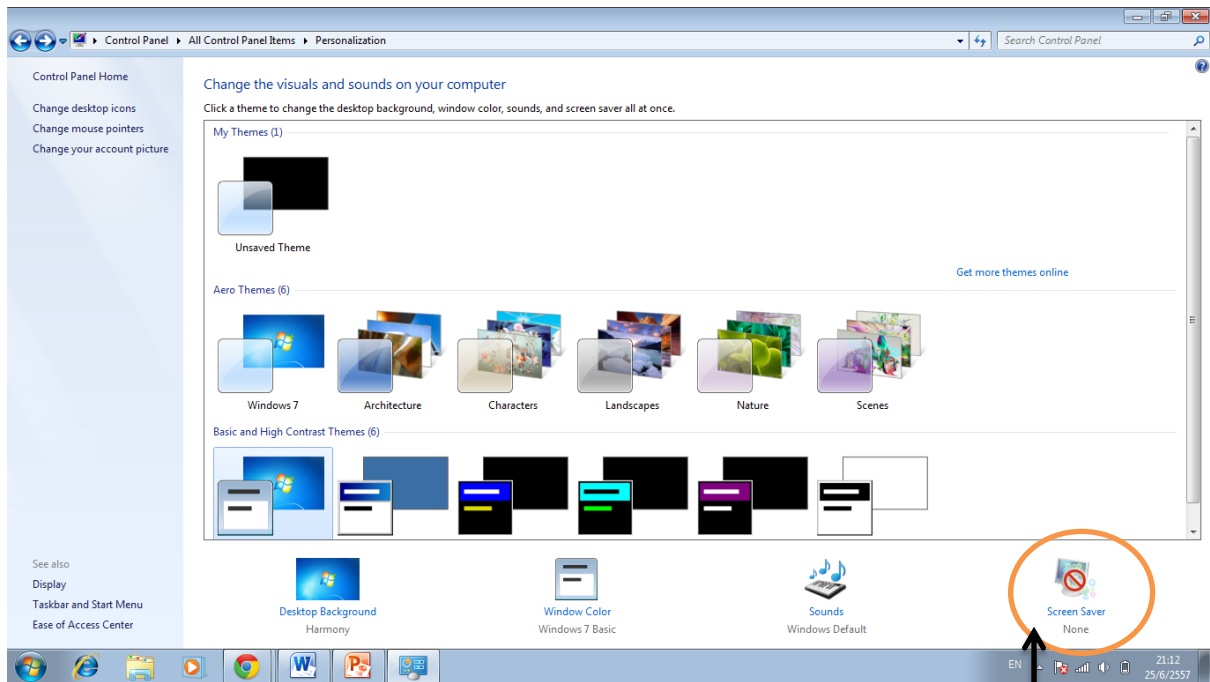 Control Panel
All Control Panel Items
Personalization
Search Control Panel
Control Panel Home
Change desktop icons
Change mouse pointers
Change your account picture
Change the visuals and sounds on your computer
Click a theme to change the desktop background, window color, sounds, and screen saver all at once.
My Themes (1)
Unsaved Theme
Get more themes online
Aero Themes (6)
Windows 7
Architecture
Characters
Landscapes
Nature
Scenes
Basic and High Contrast Themes (6)
See also
Display
Taskbar and Start Menu
Ease of Access Center
Desktop Background
Harmony
Window Color
Windows 7 Basic
Sounds
Windows Default
Screen Saver
None
EN
21:12
25/6/2557